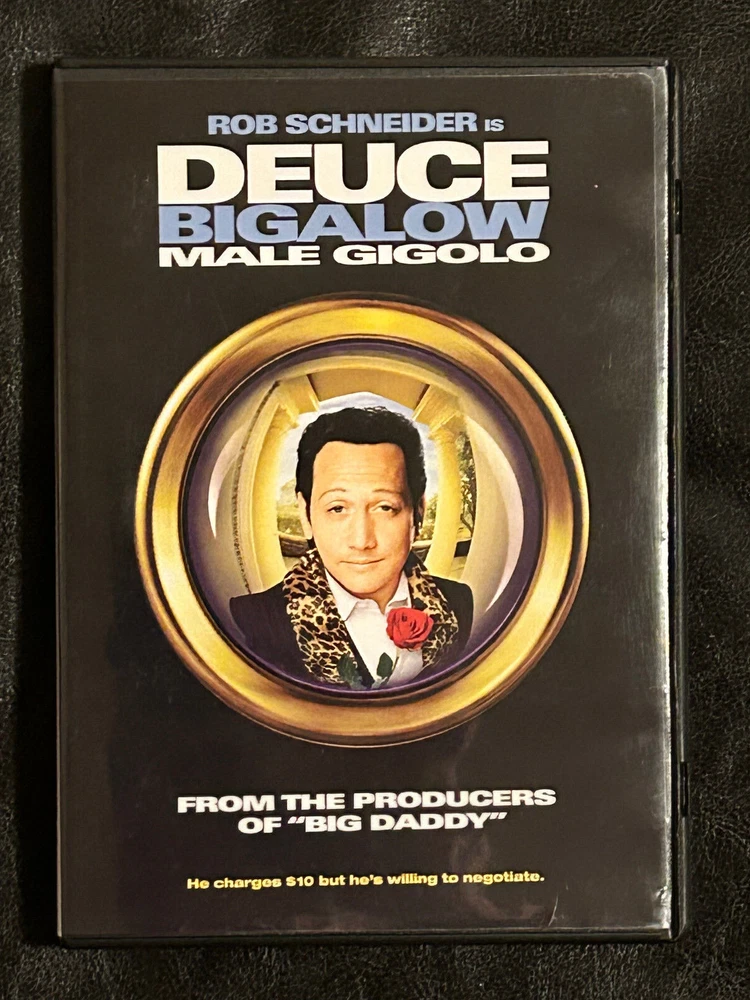 ROB SCHNEIDER IS
DEUCE
BIGALOW
MALE GIGOLO
FROM THE PRODUCERS
OF "BIG DADDY"
He charges $10 but he's willing to negotiate.